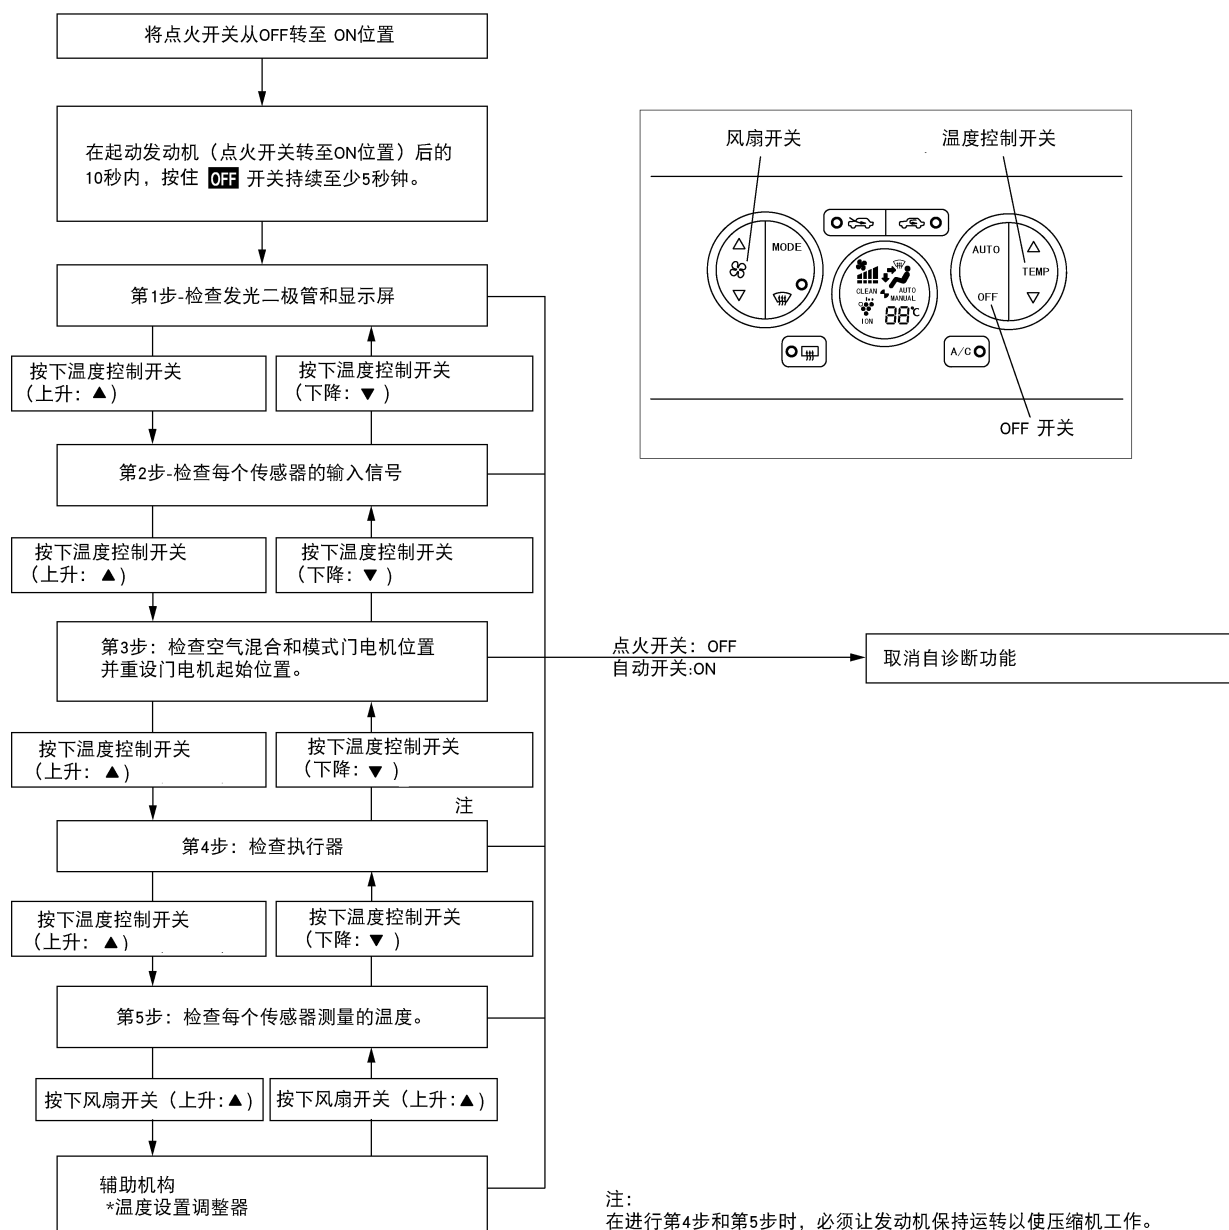 将点火开关从OFF转至 ON位置
在起动发动机（点火开关转至ON位置）后的
10秒内，按住 OFF 开关持续至少5秒钟。
第1步-检查发光二极管和显示屏
按下温度控制开关
（上升：▲）
按下温度控制开关
（下降：▼）
第2步-检查每个传感器的输入信号
按下温度控制开关
（上升：▲）
按下温度控制开关
（下降：▼）
第3步：检查空气混合和模式门电机位置
并重设门电机起始位置。
按下温度控制开关
（上升：▲）
按下温度控制开关
（下降：▼）
注
第4步：检查执行器
按下温度控制开关
（上升：▲）
按下温度控制开关
（下降：▼）
第5步：检查每个传感器测量的温度。
按下风扇开关（上升:▲）
按下风扇开关（上升:▲）
辅助机构
*温度设置调整器
点火开关：OFF
自动开关:ON
取消自诊断功能
风扇开关
温度控制开关
MODE
CLEAN
AUTO
MANUAL
ION
88℃
AUTO
TEMP
OFF
A/C
OFF 开关
注：
在进行第4步和第5步时，必须让发动机保持运转以使压缩机工作。